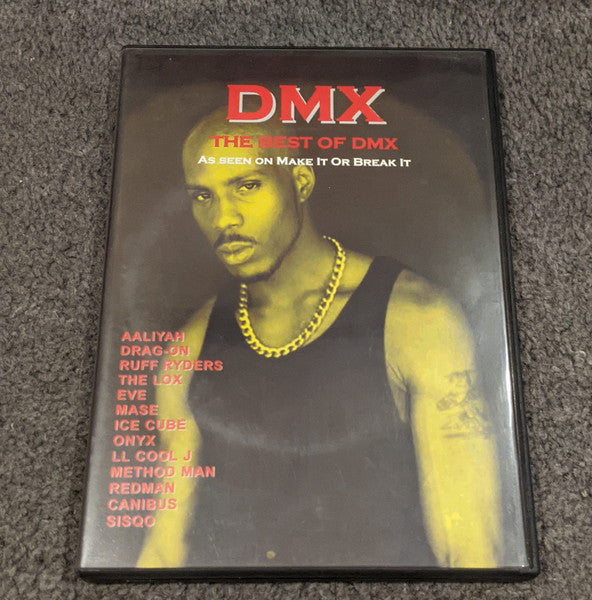 DMX
THE BEST OF DMX
AS SEEN ON MAKE IT OR BREAK IT
AALIYAH
DRAG-ON
RUFF RYDERS
THE LOX
EVE
MASE
ICE CUBE
ONYX
LL COOL J
METHOD MAN
REDMAN
CANIBUS
SISQO